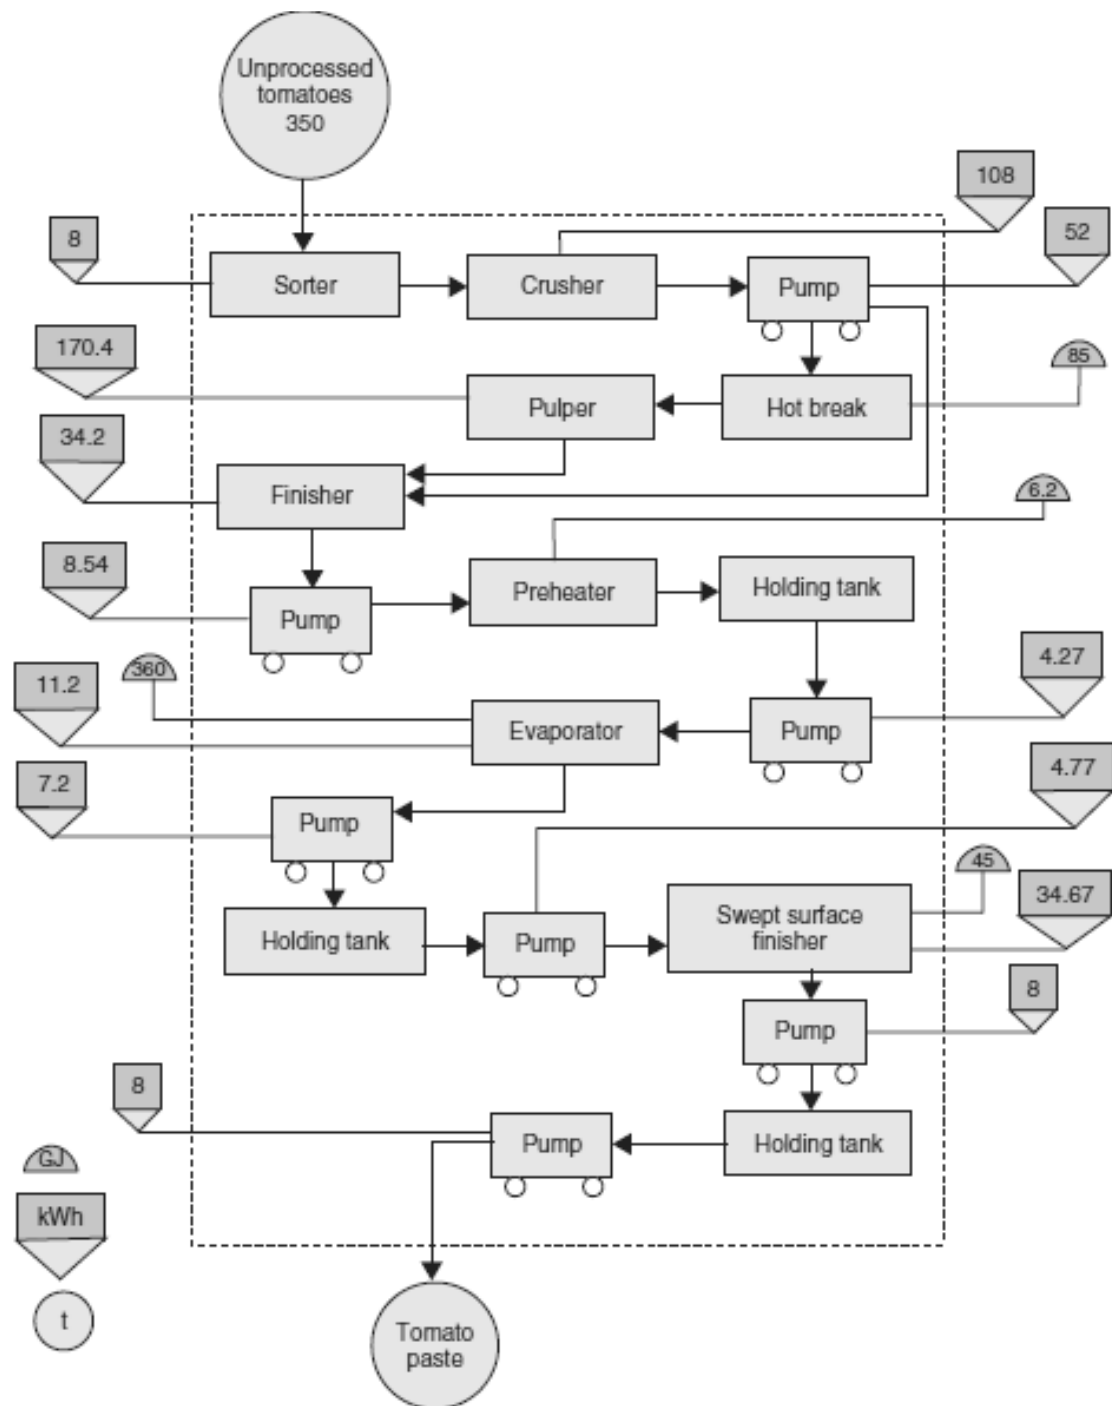 Unprocessed
tomatoes
350
108
8
52
Sorter
Crusher
Pump
170.4
85
Pulper
Hot break
34.2
Finisher
6.2
8.54
Preheater
Holding tank
Pump
360
4.27
11.2
Evaporator
Pump
4.77
7.2
Pump
45
34.67
Swept surface
finisher
Holding tank
Pump
8
Pump
8
Pump
Holding tank
GJ
kWh
t
Tomato
paste